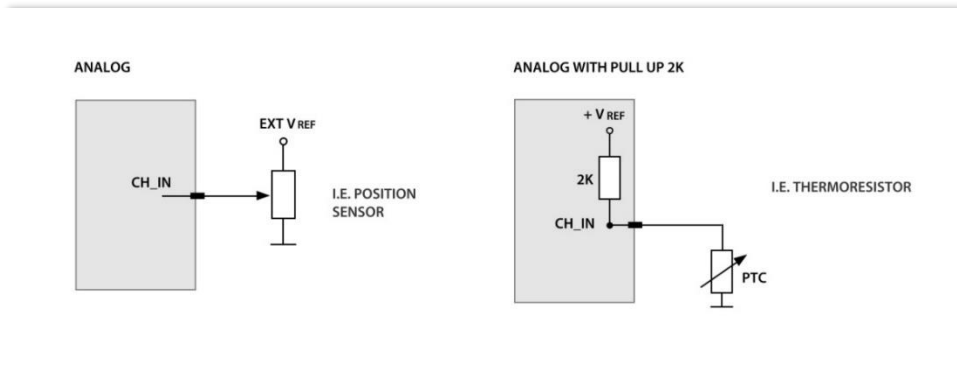 ANALOG
EXT V REF
CH_IN
I.E. POSITION
SENSOR
ANALOG WITH PULL UP 2K
+ V REF
2K
CH_IN
I.E. THERMORESISTOR
PTC